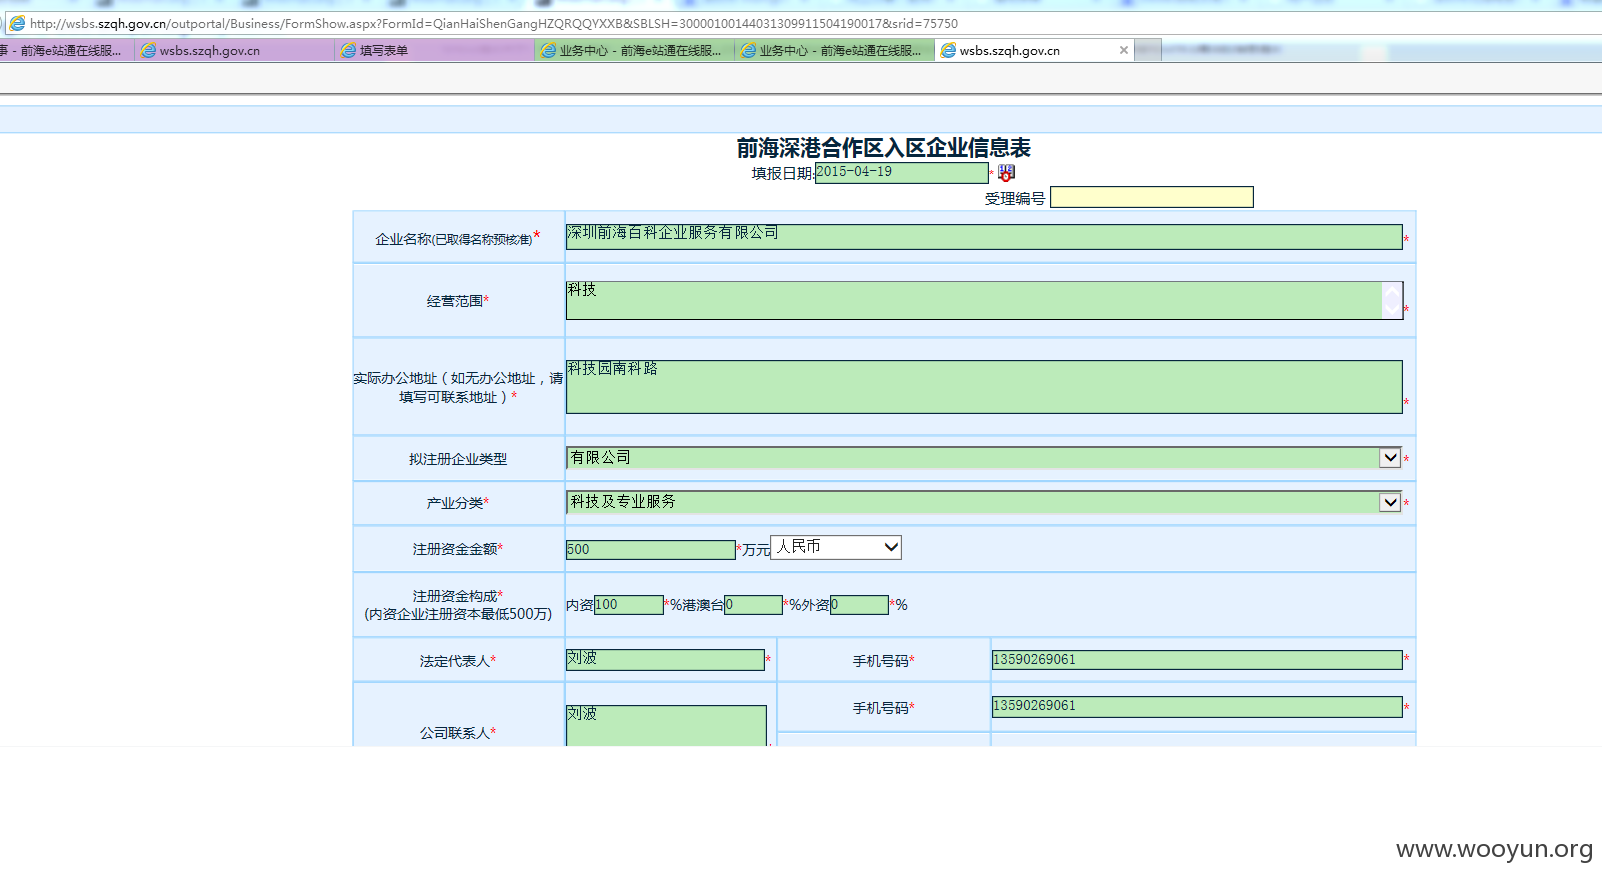 http://wsbs.szqh.gov.cn/outportal/Business/FormShow.aspx?FormId=QianHaiShenGangHZQRQQYXXB&SBLSH=300001001440313099115041900​17&srid=75750
事 - 前海e站通在线服... wsbs.szqh.gov.cn 填写表单 业务中心 - 前海e站通在线服... 业务中心 - 前海e站通在线服... wsbs.szqh.gov.cn
前海深港合作区入区企业信息表
填报日期:2015-04-19*
受理编号
企业名称(已取得名称预核准)* 深圳前海百科企业服务有限公司*
经营范围* 科技*
实际办公地址(如无办公地址,请
填写可联系地址)* 科技园南科路*
拟注册企业类型 有限公司*
产业分类* 科技及专业服务*
注册资金金额* 500*万元人民币
注册资金构成*
(内资企业注册资本最低500万) 内资100*%港澳台0*%外资0*%
法定代表人* 刘波* 手机号码* 13590269061*
公司联系人* 刘波* 手机号码* 13590269061*
www.wooyun.org